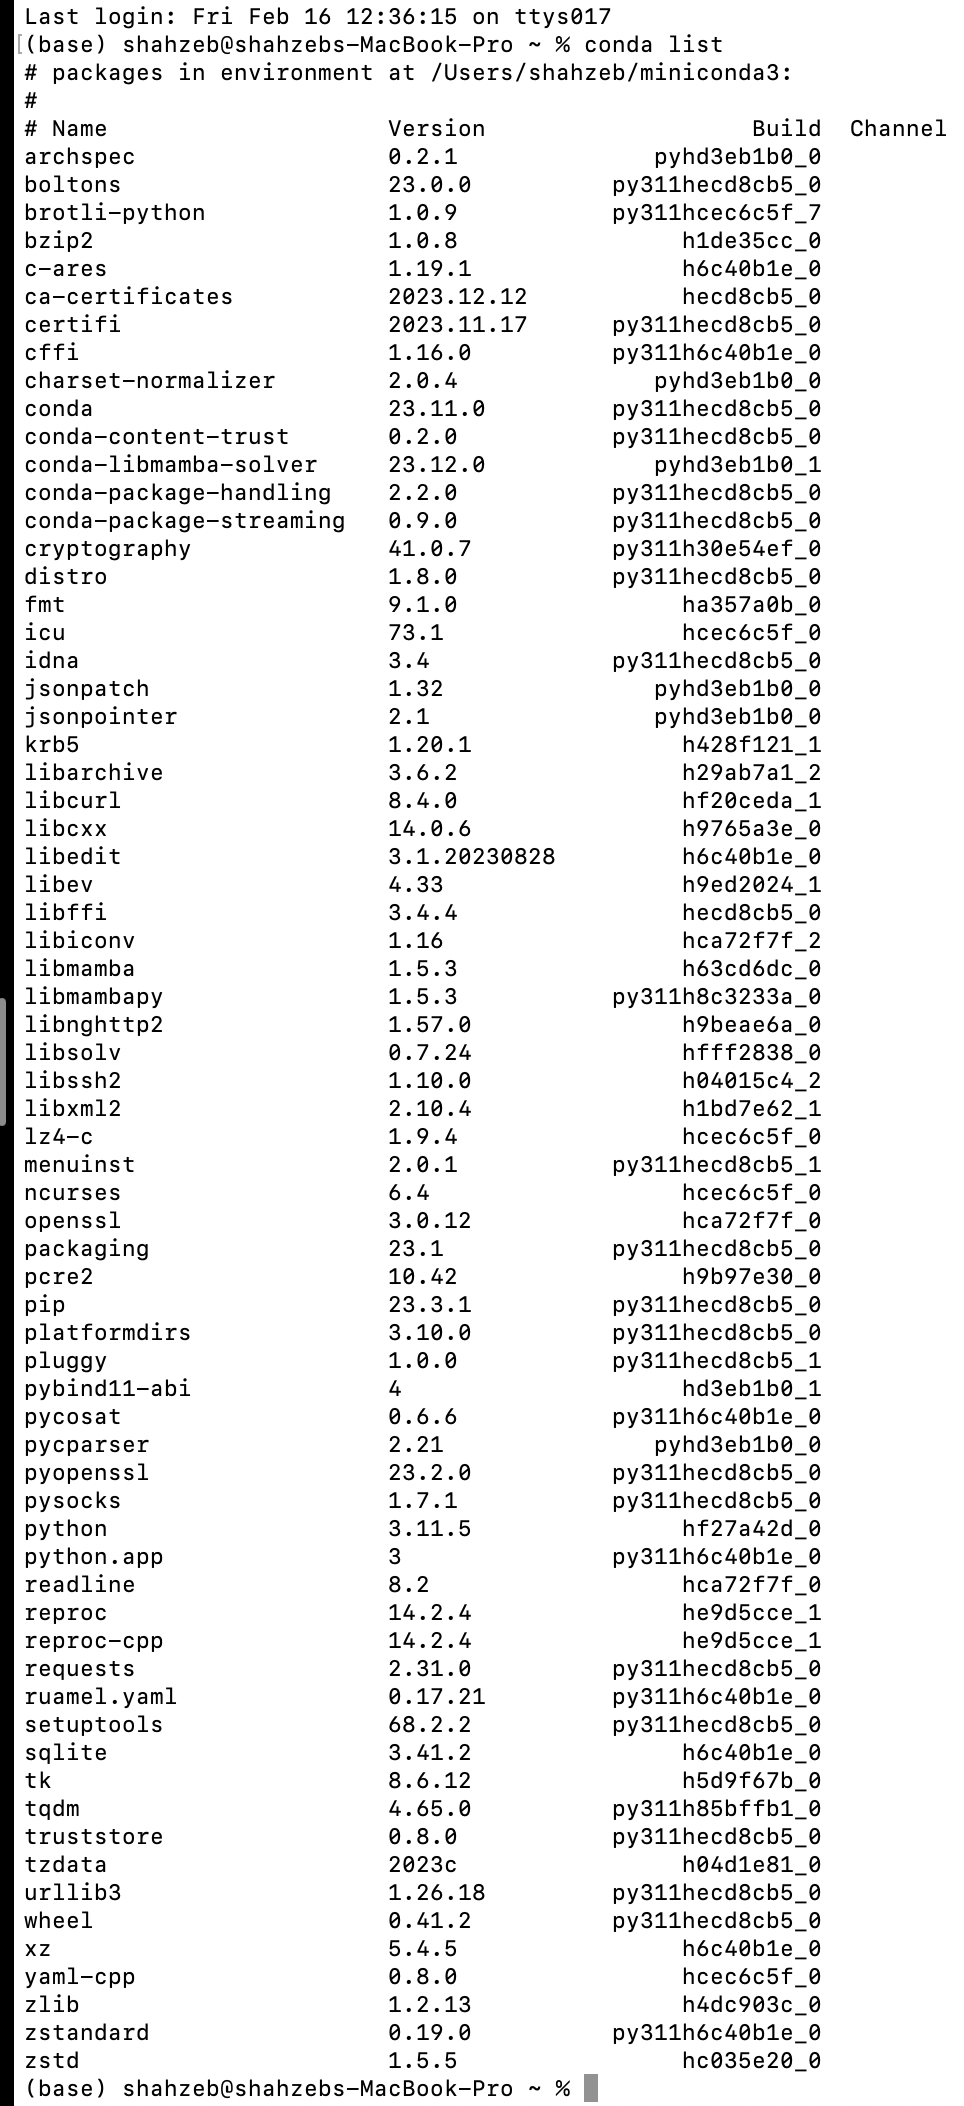 Last login: Fri Feb 16 12:36:15 on ttys017
[(base) shahzeb@shahzebs-MacBook-Pro ~ % conda list
# packages in environment at /Users/shahzeb/miniconda3:
#
# Name                    Version                   Build  Channel
archspec                  0.2.1              pyhd3eb1b0_0
boltons                   23.0.0          py311hecd8cb5_0
brotli-python             1.0.9           py311hcec6c5f_7
bzip2                     1.0.8                h1de35cc_0
c-ares                    1.19.1               h6c40b1e_0
ca-certificates           2023.12.12           hecd8cb5_0
certifi                   2023.11.17      py311hecd8cb5_0
cffi                      1.16.0          py311h6c40b1e_0
charset-normalizer        2.0.4              pyhd3eb1b0_0
conda                     23.11.0         py311hecd8cb5_0
conda-content-trust       0.2.0           py311hecd8cb5_0
conda-libmamba-solver     23.12.0            pyhd3eb1b0_1
conda-package-handling    2.2.0           py311hecd8cb5_0
conda-package-streaming   0.9.0           py311hecd8cb5_0
cryptography              41.0.7          py311h30e54ef_0
distro                    1.8.0           py311hecd8cb5_0
fmt                       9.1.0                ha357a0b_0
icu                       73.1                 hcec6c5f_0
idna                      3.4             py311hecd8cb5_0
jsonpatch                 1.32               pyhd3eb1b0_0
jsonpointer               2.1                pyhd3eb1b0_0
krb5                      1.20.1               h428f121_1
libarchive                3.6.2                h29ab7a1_2
libcurl                   8.4.0                hf20ceda_1
libcxx                    14.0.6               h9765a3e_0
libedit                   3.1.20230828         h6c40b1e_0
libev                     4.33                 h9ed2024_1
libffi                    3.4.4                hecd8cb5_0
libiconv                  1.16                 hca72f7f_2
libmamba                  1.5.3                h63cd6dc_0
libmambapy                1.5.3           py311h8c3233a_0
libnghttp2                1.57.0               h9beae6a_0
libsolv                   0.7.24               hfff2838_0
libssh2                   1.10.0               h04015c4_2
libxml2                   2.10.4               h1bd7e62_1
lz4-c                     1.9.4                hcec6c5f_0
menuinst                  2.0.1           py311hecd8cb5_1
ncurses                   6.4                  hcec6c5f_0
openssl                   3.0.12               hca72f7f_0
packaging                 23.1            py311hecd8cb5_0
pcre2                     10.42                h9b97e30_0
pip                       23.3.1          py311hecd8cb5_0
platformdirs              3.10.0          py311hecd8cb5_0
pluggy                    1.0.0           py311hecd8cb5_1
pybind11-abi              4                    hd3eb1b0_1
pycosat                   0.6.6           py311h6c40b1e_0
pycparser                 2.21               pyhd3eb1b0_0
pyopenssl                 23.2.0          py311hecd8cb5_0
pysocks                   1.7.1           py311hecd8cb5_0
python                    3.11.5               hf27a42d_0
python.app                3               py311h6c40b1e_0
readline                  8.2                  hca72f7f_0
reproc                    14.2.4               he9d5cce_1
reproc-cpp                14.2.4               he9d5cce_1
requests                  2.31.0          py311hecd8cb5_0
ruamel.yaml               0.17.21         py311h6c40b1e_0
setuptools                68.2.2          py311hecd8cb5_0
sqlite                    3.41.2               h6c40b1e_0
tk                        8.6.12               h5d9f67b_0
tqdm                      4.65.0          py311h85bffb1_0
truststore                0.8.0           py311hecd8cb5_0
tzdata                    2023c                h04d1e81_0
urllib3                   1.26.18         py311hecd8cb5_0
wheel                     0.41.2          py311hecd8cb5_0
xz                        5.4.5                h6c40b1e_0
yaml-cpp                  0.8.0                hcec6c5f_0
zlib                      1.2.13               h4dc903c_0
zstandard                 0.19.0          py311h6c40b1e_0
zstd                      1.5.5                hc035e20_0
(base) shahzeb@shahzebs-MacBook-Pro ~ %